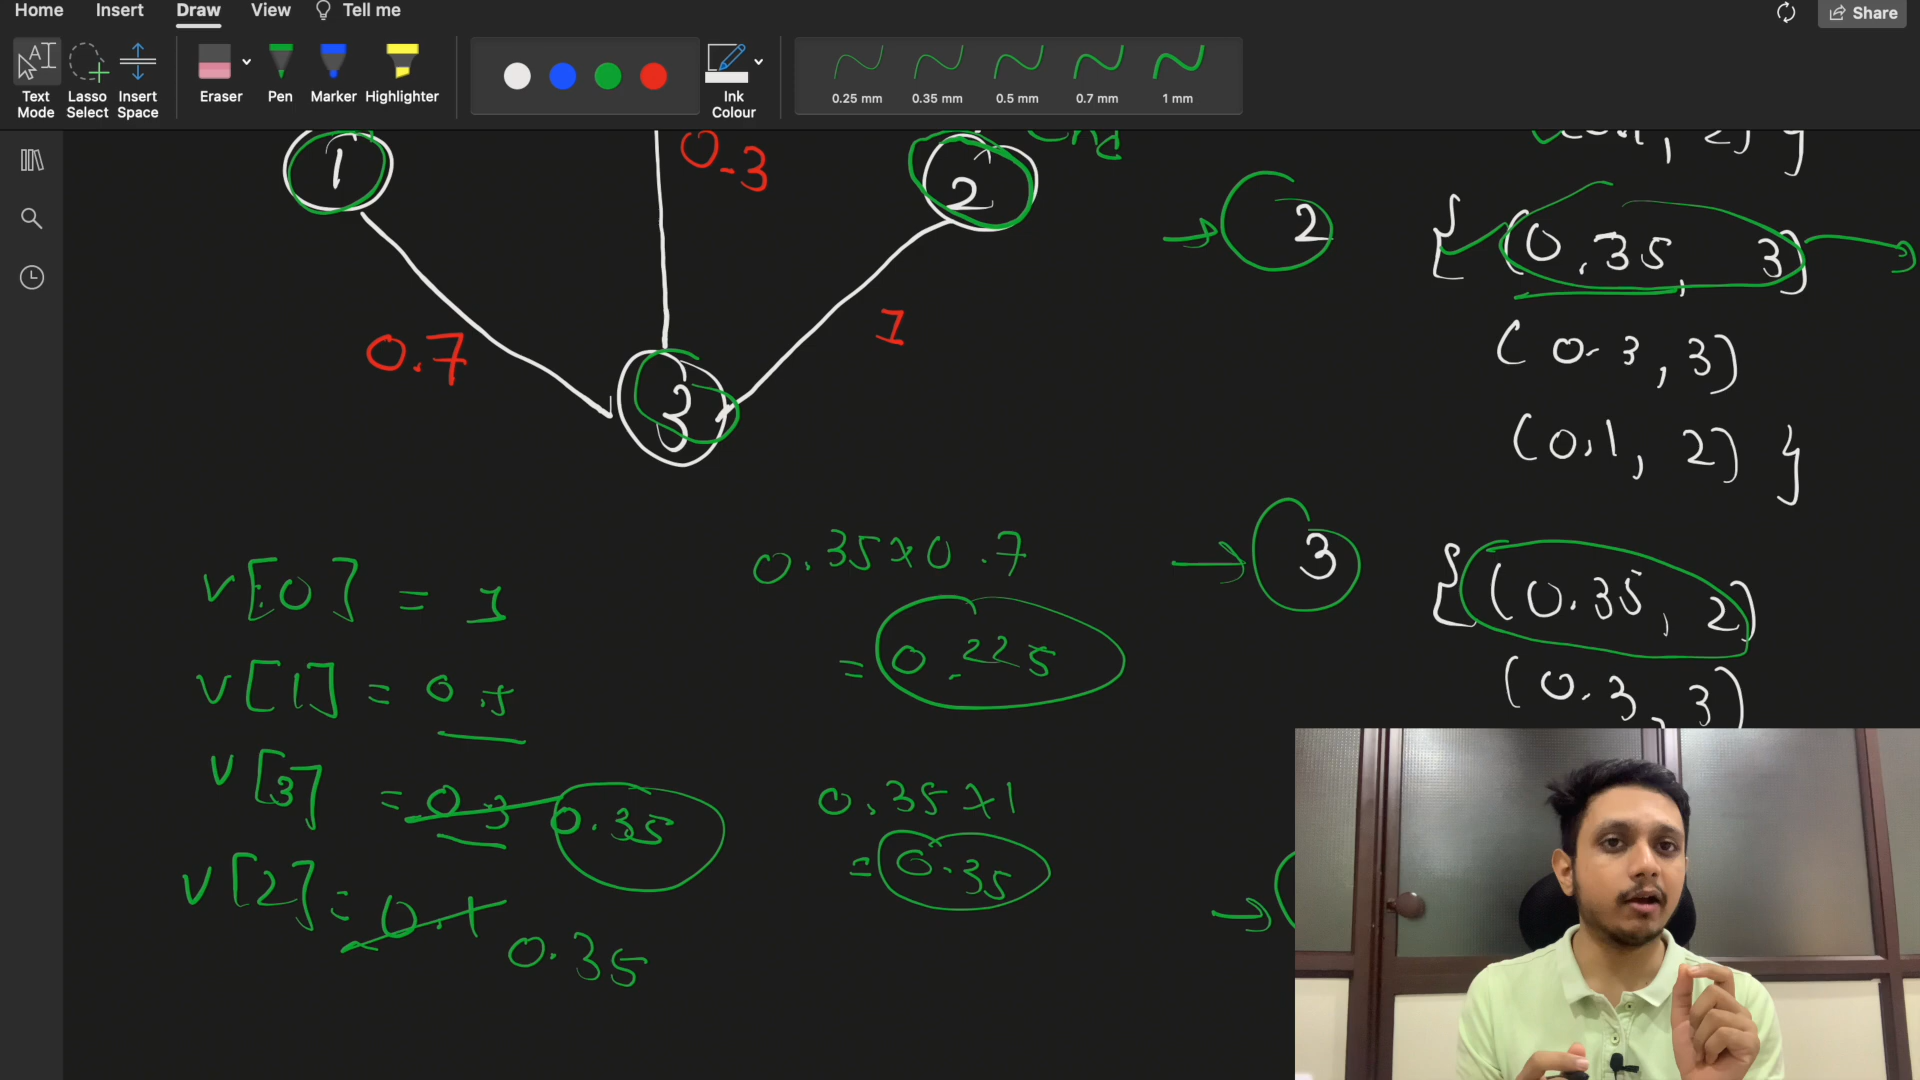 Home Insert Draw View Tell me
Share
Text Mode
Lasso Select
Insert Space
Eraser
Pen
Marker
Highlighter
Ink Colour
0.25 mm
0.35 mm
0.5 mm
0.7 mm
1 mm
1
0.3
2
end
, 2) }
2
{ (0.35, 3)
(0.3, 3)
(0.1, 2) }
0.7
1
3
v[0] = 1
v[1] = 0.5
v[3] = 0.3 0.35
v[2] = 0.1 0.35
0.35 x 0.7
= 0.225
0.35 x 1
= 0.35
3
{ (0.35, 2)
(0.3, 3)